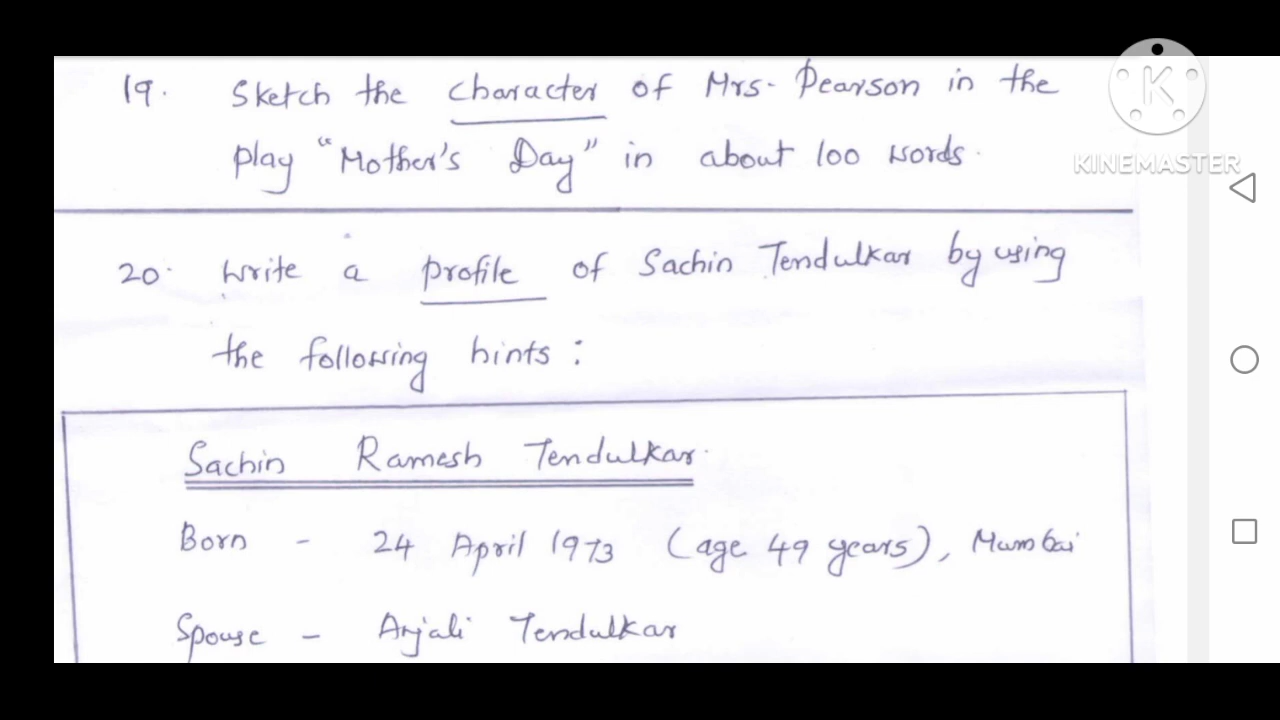 19. Sketch the character of Mrs. Pearson in the
play "Mother's Day" in about 100 words.
20. Write a profile of Sachin Tendulkar by using
the following hints:
Sachin Ramesh Tendulkar.
Born - 24 April 1973 (age 49 years), Mumbai
Spouse - Anjali Tendulkar
K
KINEMASTER